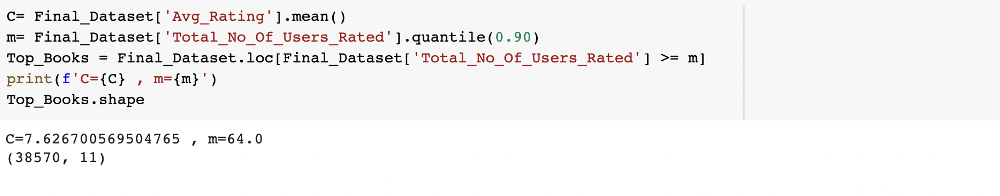 C= Final_Dataset['Avg_Rating'].mean()
m= Final_Dataset['Total_No_Of_Users_Rated'].quantile(0.90)
Top_Books = Final_Dataset.loc[Final_Dataset['Total_No_Of_Users_Rated'] >= m]
print(f'C={C} , m={m}')
Top_Books.shape
C=7.626700569504765 , m=64.0
(38570, 11)